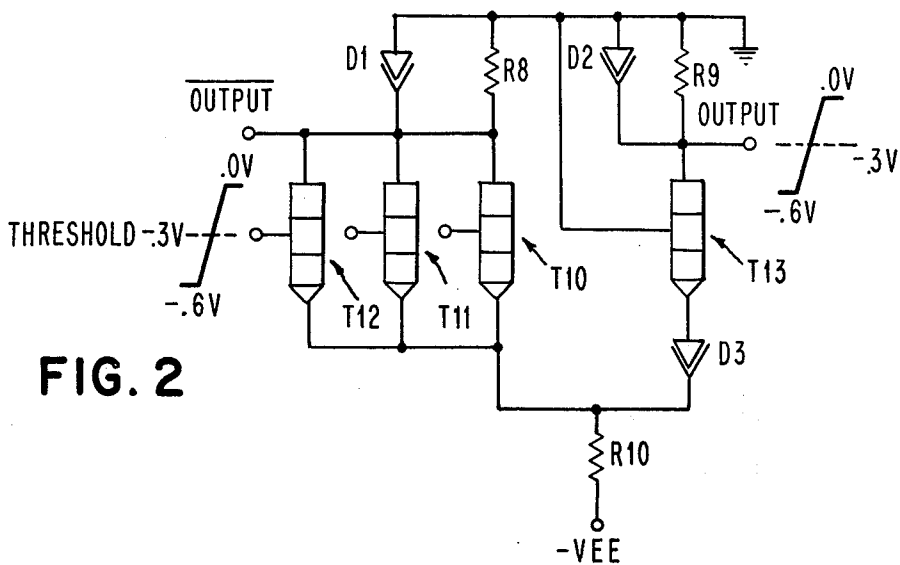 D1
R8
D2
R9
OUTPUT
OUTPUT
.0V
-.3V
-.6V
.0V
THRESHOLD -.3V
-.6V
T12
T11
T10
T13
D3
FIG. 2
R10
-VEE